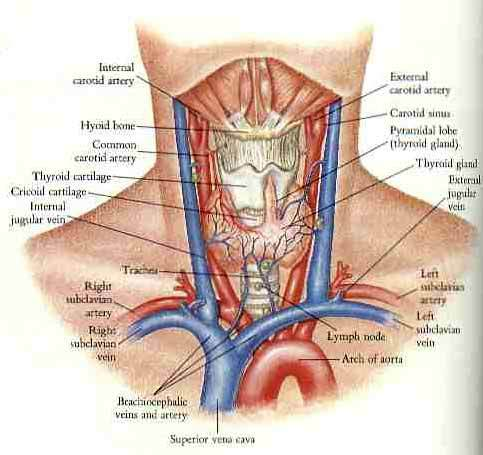 Internal
carotid artery
Hyoid bone
Common
carotid artery
Thyroid cartilage
Cricoid cartilage
Internal
jugular vein
Trachea
Right
subclavian
artery
Right
subclavian
vein
Brachiocephalic
veins and artery
Superior vena cava
External
carotid artery
Carotid sinus
Pyramidal lobe
(thyroid gland)
Thyroid gland
External
jugular
vein
Left
subclavian
artery
Left
subclavian
vein
Lymph node
Arch of aorta